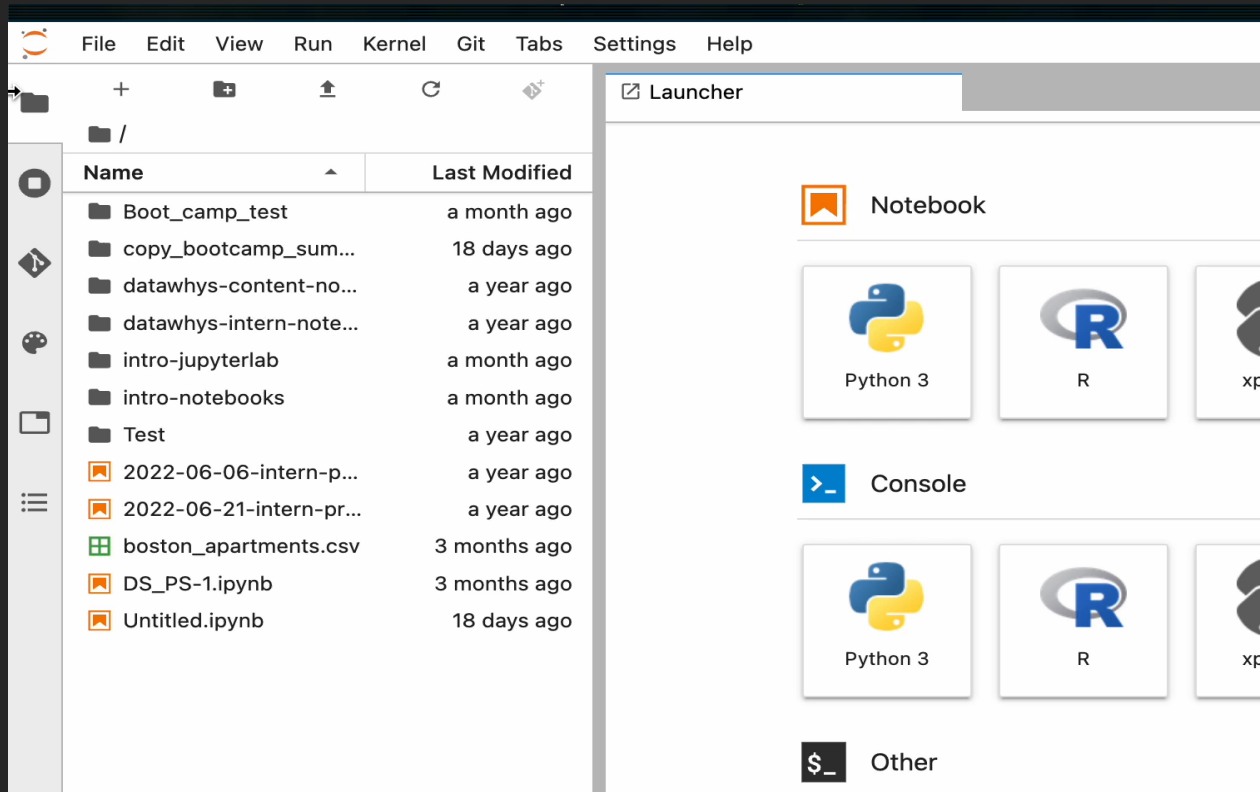 File Edit View Run Kernel Git Tabs Settings Help
Launcher
/
Name Last Modified
Boot_camp_test a month ago
copy_bootcamp_sum... 18 days ago
datawhys-content-no... a year ago
datawhys-intern-note... a year ago
intro-jupyterlab a month ago
intro-notebooks a month ago
Test a year ago
2022-06-06-intern-p... a year ago
2022-06-21-intern-pr... a year ago
boston_apartments.csv 3 months ago
DS_PS-1.ipynb 3 months ago
Untitled.ipynb 18 days ago
Notebook
Python 3 R xp
>_ Console
Python 3 R xp
$_ Other